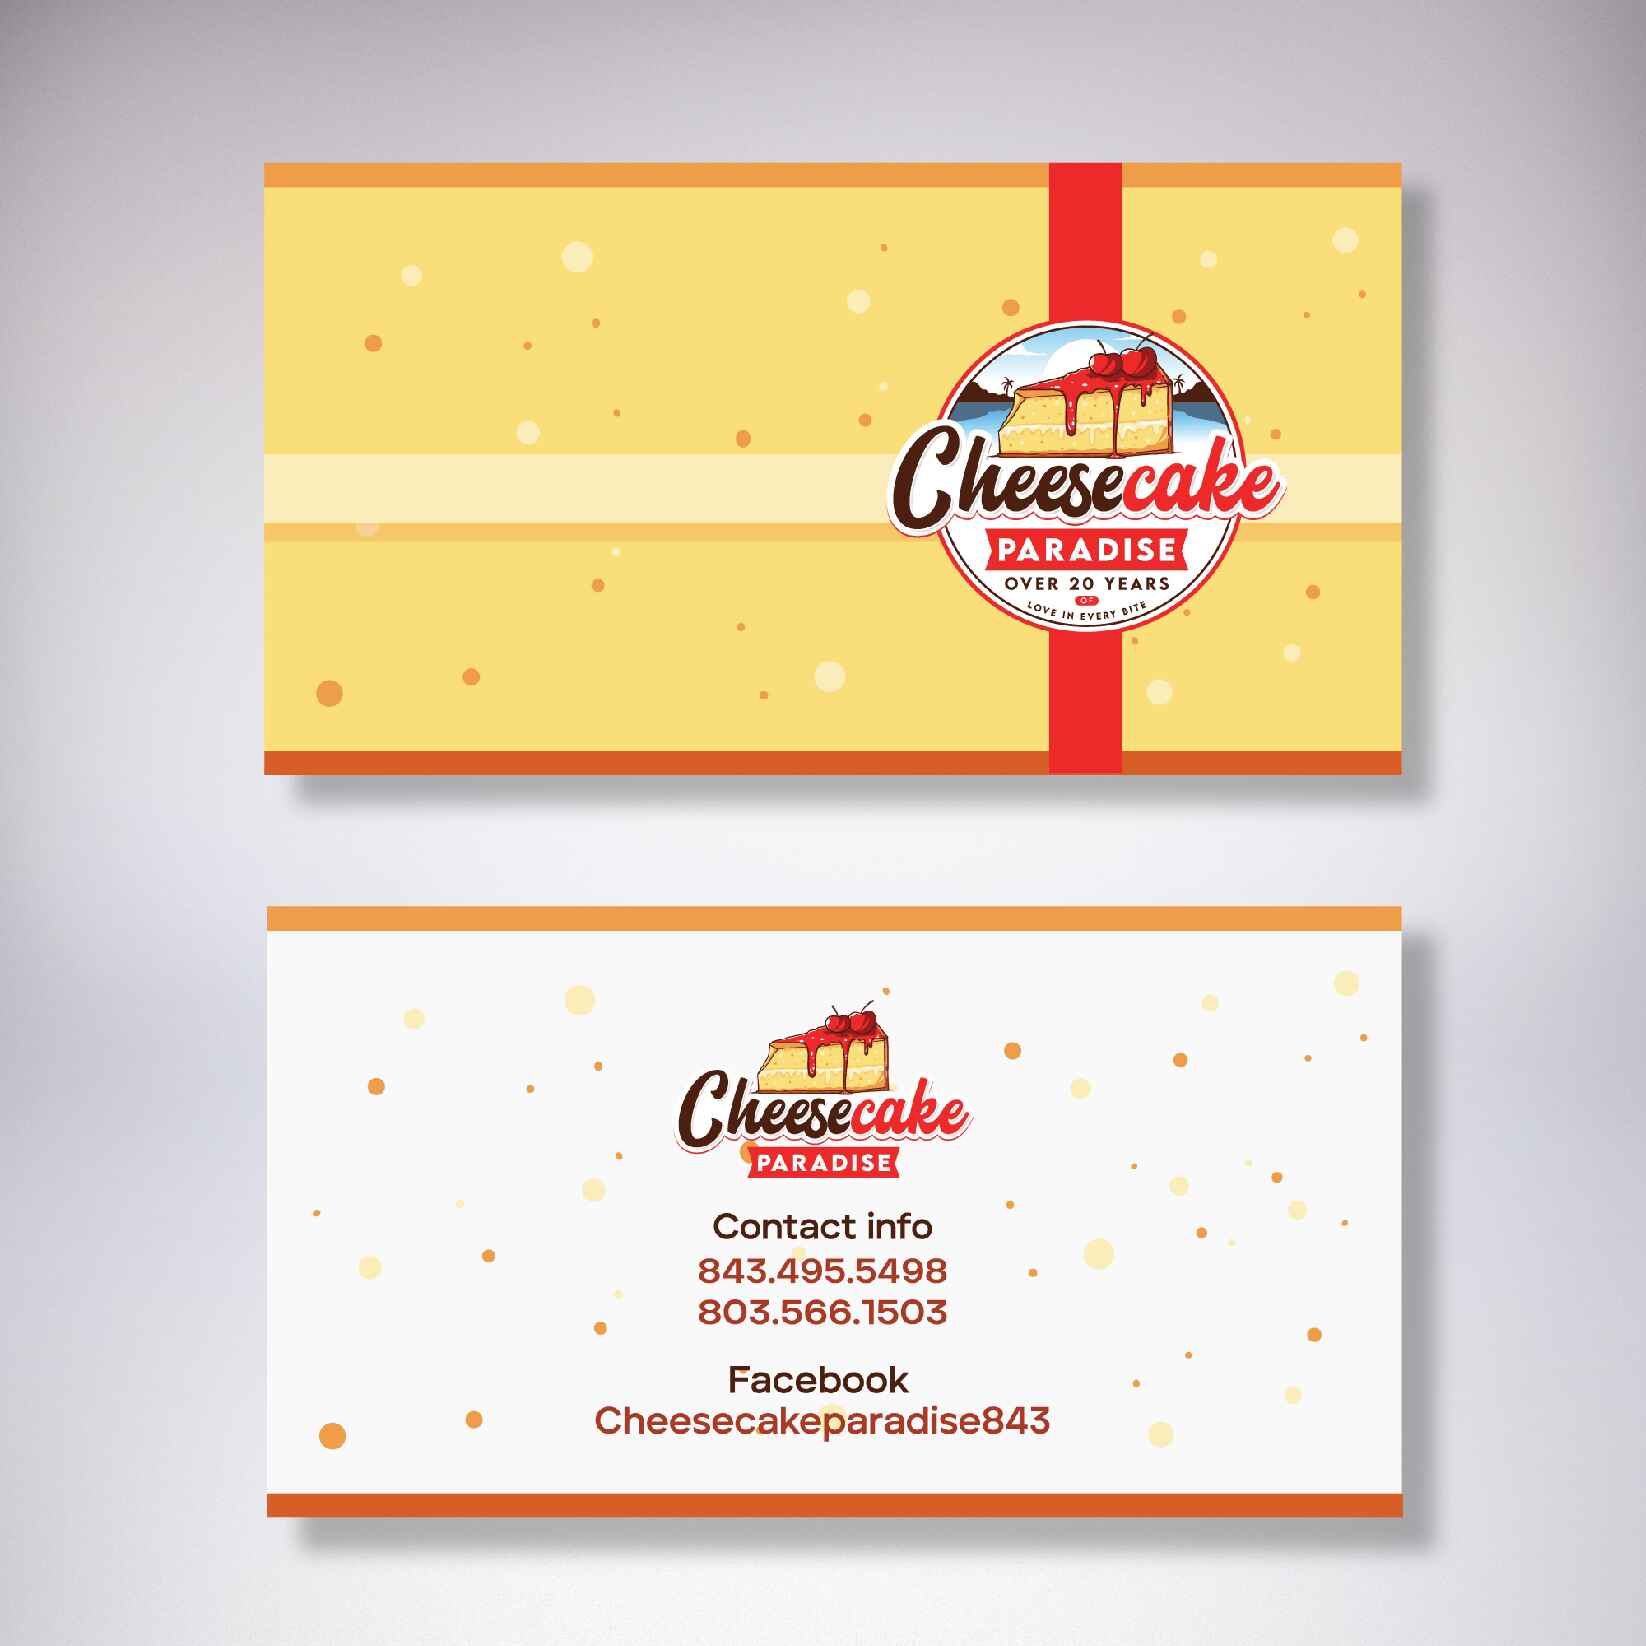 Cheesecake
PARADISE
OVER 20 YEARS
OF
LOVE IN EVERY BITE
Cheesecake
PARADISE
Contact info
843.495.5498
803.566.1503
Facebook
Cheesecakeparadise843